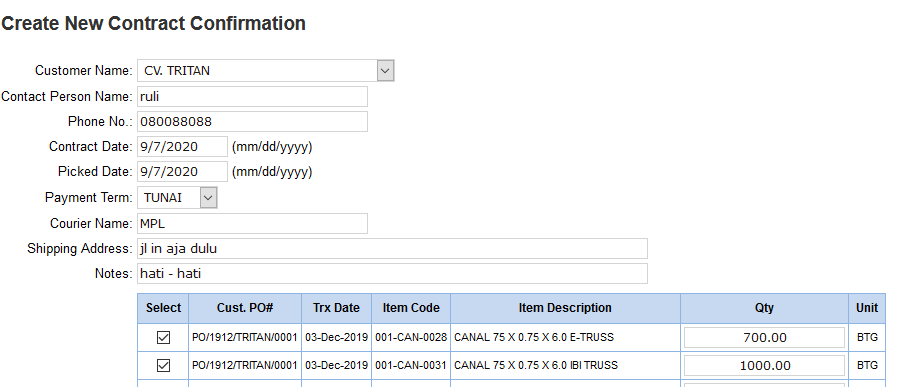 Create New Contract Confirmation
Customer Name: CV. TRITAN
Contact Person Name: ruli
Phone No.: 080088088
Contract Date: 9/7/2020 (mm/dd/yyyy)
Picked Date: 9/7/2020 (mm/dd/yyyy)
Payment Term: TUNAI
Courier Name: MPL
Shipping Address: jl in aja dulu
Notes: hati - hati
Select Cust. PO# Trx Date Item Code Item Description Qty Unit
PO/1912/TRITAN/0001 03-Dec-2019 001-CAN-0028 CANAL 75 X 0.75 X 6.0 E-TRUSS 700.00 BTG
PO/1912/TRITAN/0001 03-Dec-2019 001-CAN-0031 CANAL 75 X 0.75 X 6.0 IBI TRUSS 1000.00 BTG